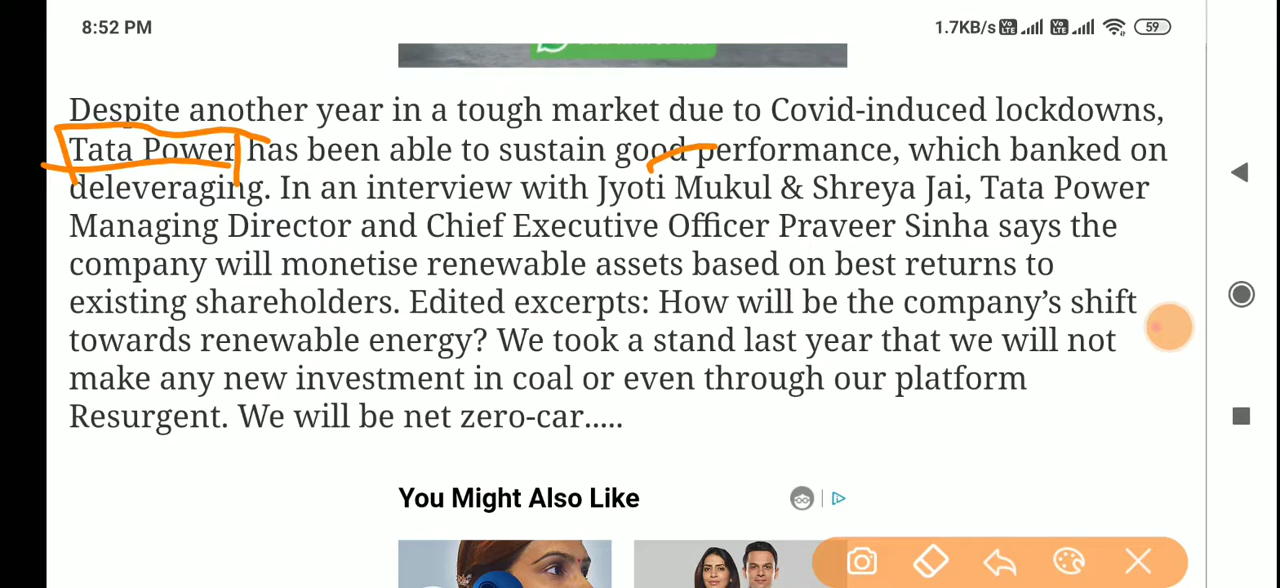 8:52 PM
1.7KB/s Vo LTE Vo LTE 59
Despite another year in a tough market due to Covid-induced lockdowns,
Tata Power has been able to sustain good performance, which banked on
deleveraging. In an interview with Jyoti Mukul & Shreya Jai, Tata Power
Managing Director and Chief Executive Officer Praveer Sinha says the
company will monetise renewable assets based on best returns to
existing shareholders. Edited excerpts: How will be the company’s shift
towards renewable energy? We took a stand last year that we will not
make any new investment in coal or even through our platform
Resurgent. We will be net zero-car.....
You Might Also Like